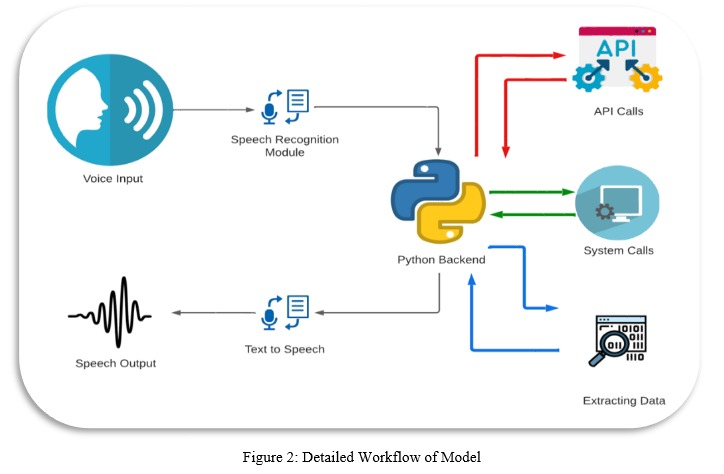 API
API Calls
Speech Recognition
Module
Voice Input
Python Backend
System Calls
Speech Output
Text to Speech
Extracting Data
Figure 2: Detailed Workflow of Model